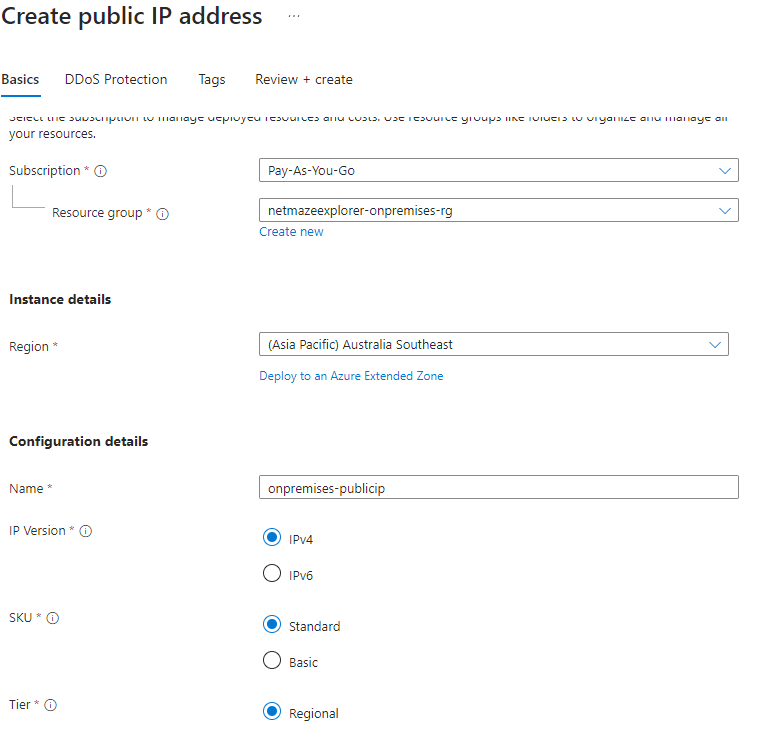 Create public IP address ...
Basics DDoS Protection Tags Review + create
Select the subscription to manage deployed resources and costs. Use resource groups like folders to organize and manage all
your resources.
Subscription * Pay-As-You-Go
Resource group * netmazeexplorer-onpremises-rg
Create new
Instance details
Region * (Asia Pacific) Australia Southeast
Deploy to an Azure Extended Zone
Configuration details
Name * onpremises-publicip
IP Version * IPv4
IPv6
SKU * Standard
Basic
Tier * Regional